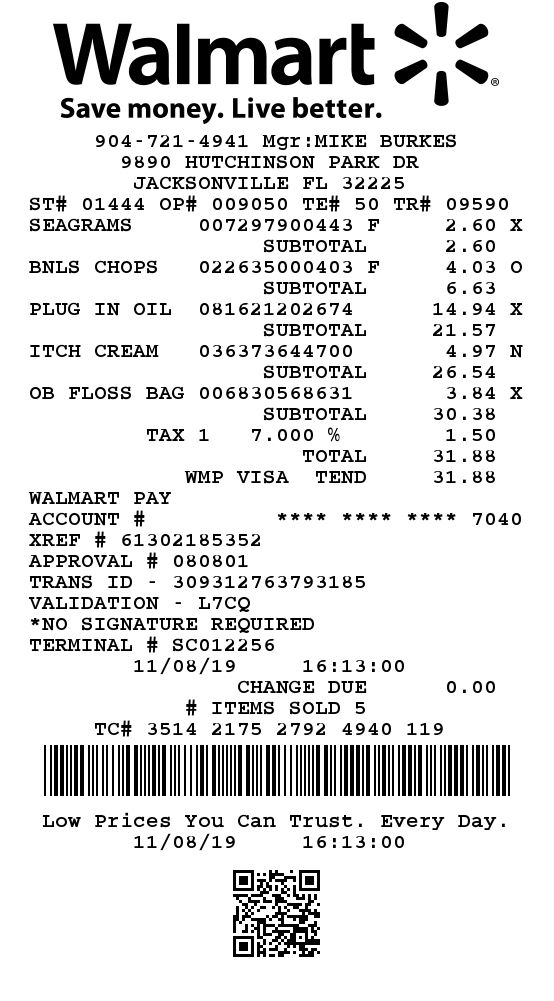 Walmart
®
Save money. Live better.
904-721-4941 Mgr:MIKE BURKES
9890 HUTCHINSON PARK DR
JACKSONVILLE FL 32225
ST# 01444 OP# 009050 TE# 50 TR# 09590
SEAGRAMS 007297900443 F 2.60 X
SUBTOTAL 2.60
BNLS CHOPS 022635000403 F 4.03 O
SUBTOTAL 6.63
PLUG IN OIL 081621202674 14.94 X
SUBTOTAL 21.57
ITCH CREAM 036373644700 4.97 N
SUBTOTAL 26.54
OB FLOSS BAG 006830568631 3.84 X
SUBTOTAL 30.38
TAX 1 7.000 % 1.50
TOTAL 31.88
WMP VISA TEND 31.88
WALMART PAY
ACCOUNT # **** **** **** 7040
XREF # 61302185352
APPROVAL # 080801
TRANS ID - 309312763793185
VALIDATION - L7CQ
*NO SIGNATURE REQUIRED
TERMINAL # SC012256
11/08/19 16:13:00
CHANGE DUE 0.00
# ITEMS SOLD 5
TC# 3514 2175 2792 4940 119
Low Prices You Can Trust. Every Day.
11/08/19 16:13:00